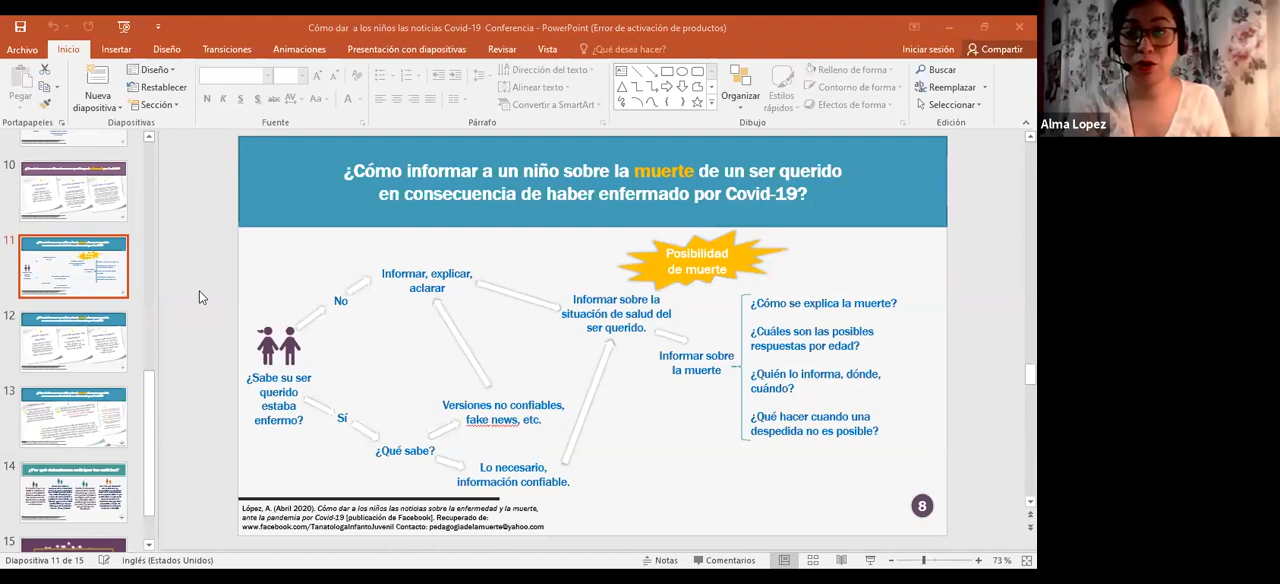 Cómo dar a los niños las noticias Covid-19 Conferencia - PowerPoint (Error de activación de productos)
Archivo Inicio Insertar Diseño Transiciones Animaciones Presentación con diapositivas Revisar Vista ¿Qué desea hacer? Iniciar sesión Compartir
Pegar
Nueva diapositiva
Diseño
Restablecer
Sección
N K S S abc AV Aa A
Dirección del texto
Alinear texto
Convertir a SmartArt
Organizar
Estilos rápidos
Relleno de forma
Contorno de forma
Efectos de forma
Buscar
Reemplazar
Seleccionar
Portapapeles Diapositivas Fuente Párrafo Dibujo Edición
Alma Lopez
10
11
12
13
14
15
¿Cómo informar a un niño sobre la muerte de un ser querido
en consecuencia de haber enfermado por Covid-19?
Posibilidad
de muerte
Informar, explicar,
aclarar
No
¿Sabe su ser
querido
estaba
enfermo?
Sí
¿Qué sabe?
Versiones no confiables,
fake news, etc.
Lo necesario,
información confiable.
Informar sobre la
situación de salud del
ser querido.
Informar sobre
la muerte
¿Cómo se explica la muerte?
¿Cuáles son las posibles
respuestas por edad?
¿Quién lo informa, dónde,
cuándo?
¿Qué hacer cuando una
despedida no es posible?
López, A. (Abril 2020). Cómo dar a los niños las noticias sobre la enfermedad y la muerte,
ante la pandemia por Covid-19 [publicación de Facebook]. Recuperado de:
www.facebook.com/TanatologaInfantoJuvenil Contacto: pedagogiadelamuerte@yahoo.com
8
Diapositiva 11 de 15 Inglés (Estados Unidos) Notas Comentarios 73 %